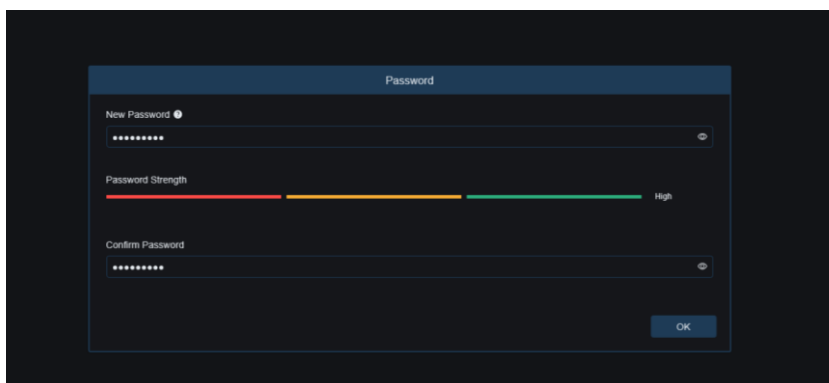 Password
New Password ?
•••••••••
Password Strength
High
Confirm Password
•••••••••
OK